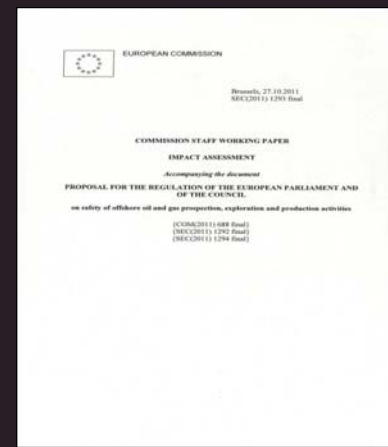 EUROPEAN COMMISSION
Brussels, 27.10.2011
SEC(2011) 1293 final
COMMISSION STAFF WORKING PAPER
IMPACT ASSESSMENT
Accompanying the document
PROPOSAL FOR THE REGULATION OF THE EUROPEAN PARLIAMENT AND
OF THE COUNCIL
on safety of offshore oil and gas prospection, exploration and production activities
{COM(2011) 688 final}
{SEC(2011) 1292 final}
{SEC(2011) 1294 final}